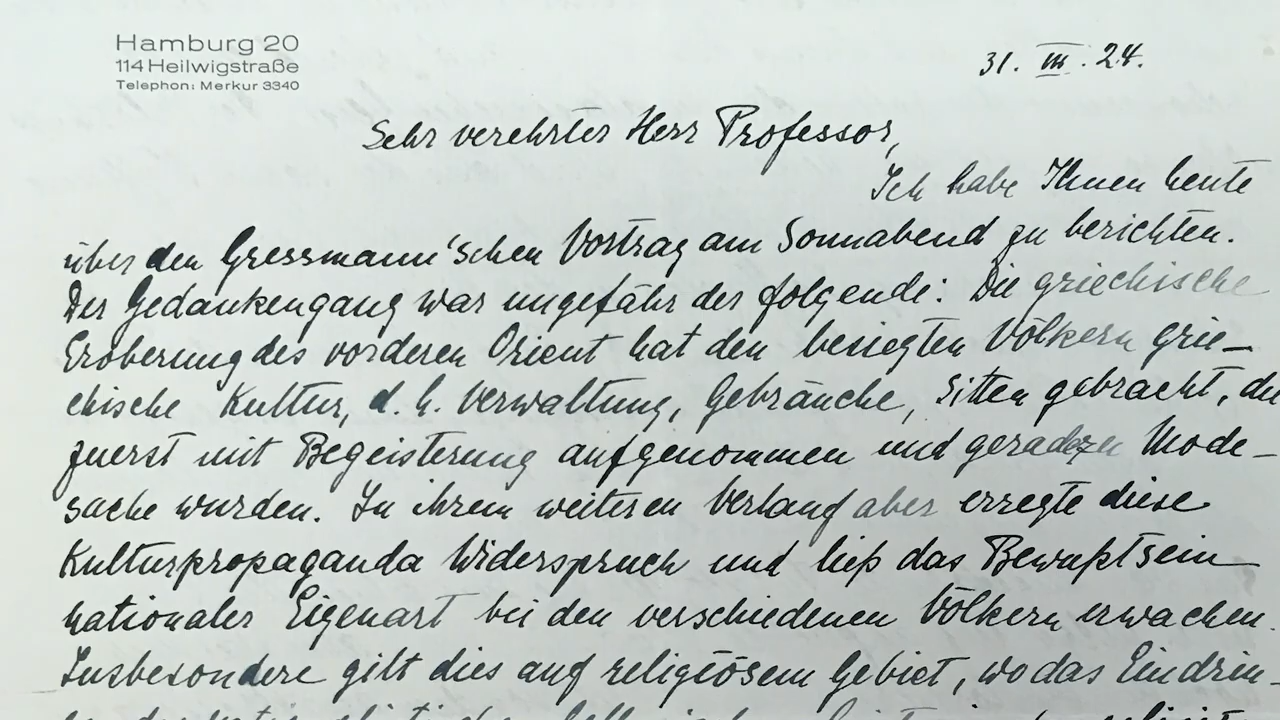 Hamburg 20
114 Heilwigstraße
Telephon: Merkur 3340
31. III. 24.
Sehr verehrter Herr Professor,
Ich habe Ihnen heute
über den Gressmann'schen Vortrag am Sonnabend zu berichten.
Der Gedankengang war ungefähr der folgende: Die griechische
Eroberung des vorderen Orient hat den besiegten Völkern grie-
chische Kultur, d. h. Verwaltung, Gebräuche, Sitten gebracht, die
zuerst mit Begeisterung aufgenommen und geradezu Mode-
sache wurden. In ihrem weiteren Verlauf aber erregte diese
Kulturpropaganda Widerspruch und ließ das Bewußtsein
nationaler Eigenart bei den verschiedenen Völkern erwachen.
Insbesondere gilt dies auf religiösem Gebiet, wo das Eindrin-